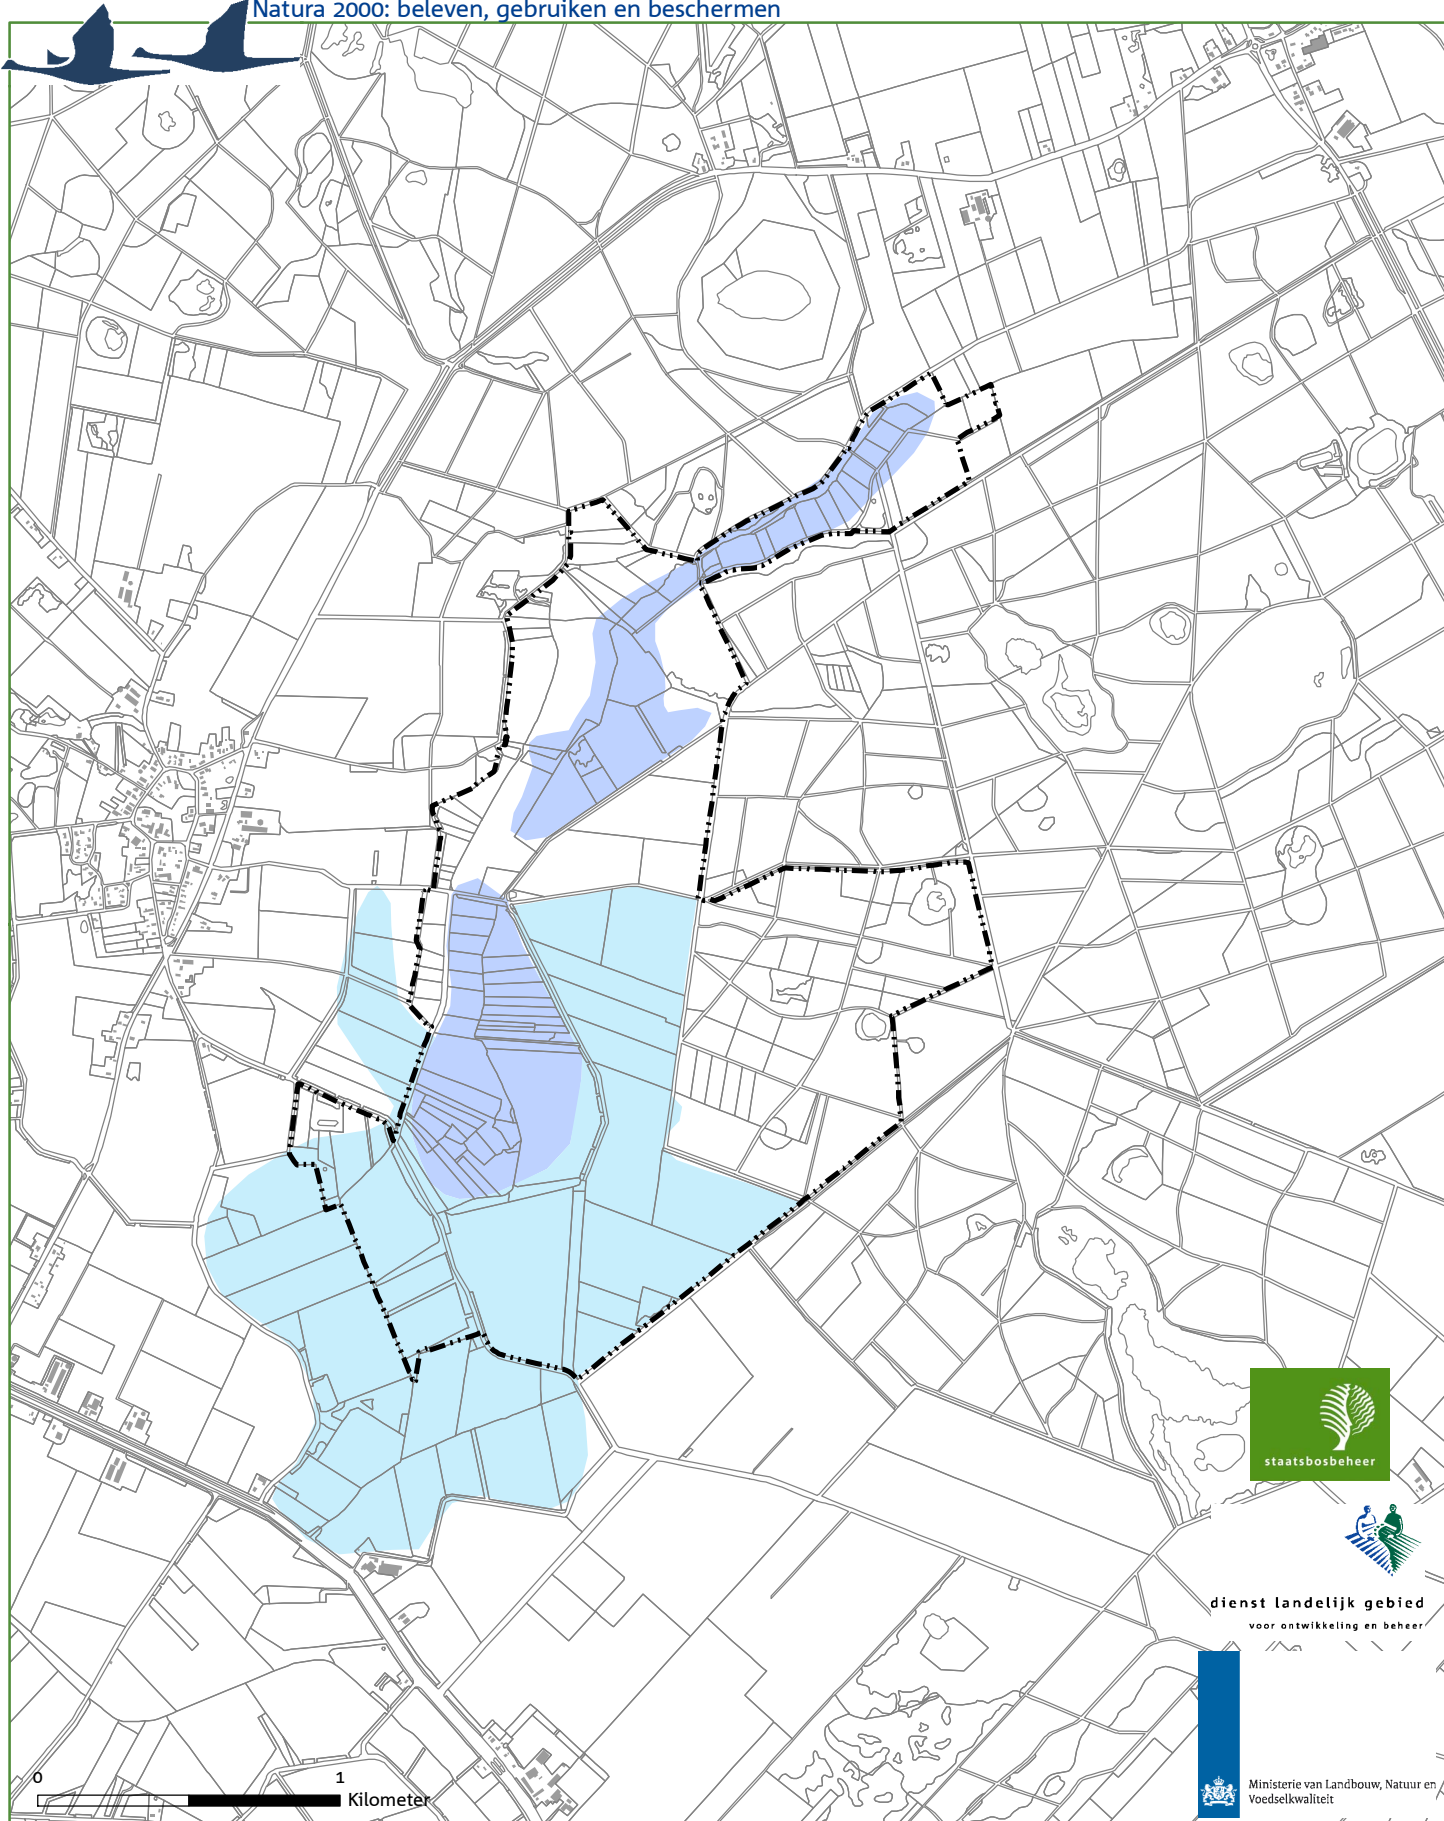 Natura 2000: beleven, gebruiken en beschermen
staatsbosbeheer
dienst landelijk gebied
voor ontwikkeling en beheer
0 1
Kilometer
Ministerie van Landbouw, Natuur en
Voedselkwaliteit